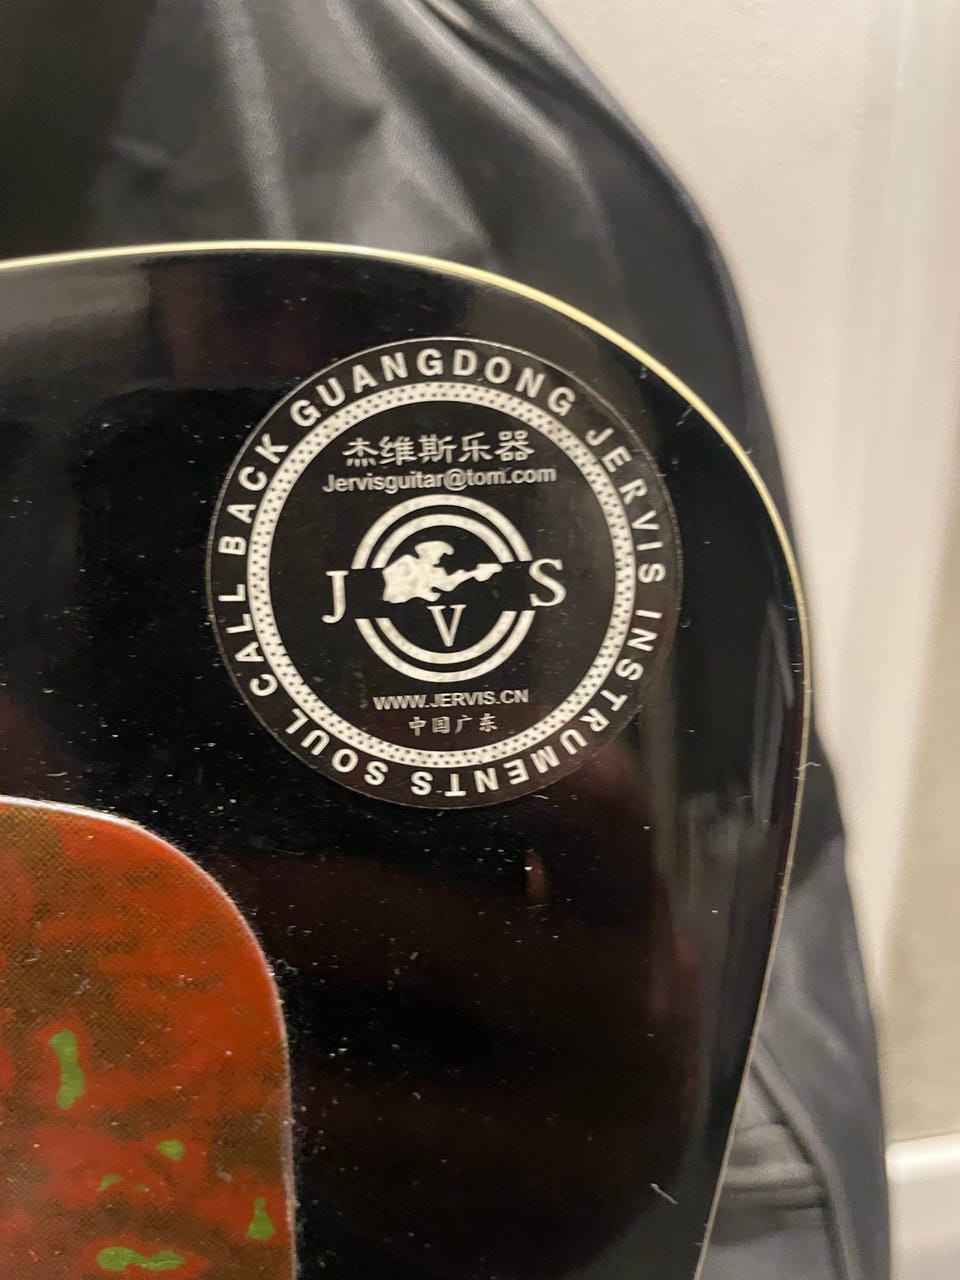 GUANGDONG JERVIS INSTRUMENTS SOUL CALL BACK
杰维斯乐器
Jervisguitar@tom.com
J V S
WWW.JERVIS.CN
中国广东